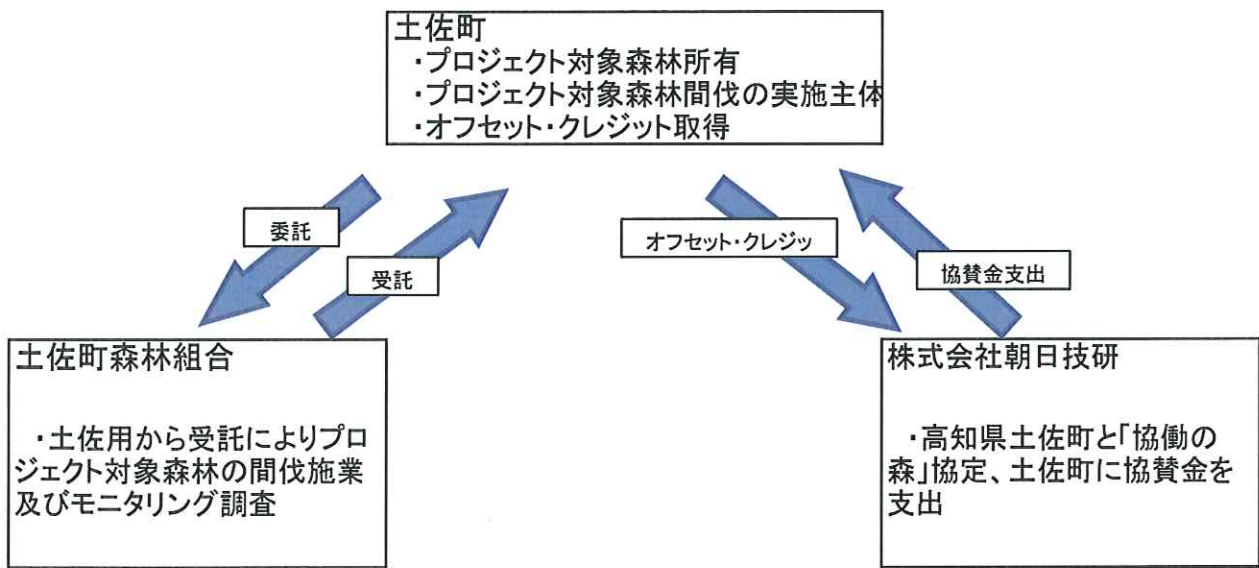 土佐町
・プロジェクト対象森林所有
・プロジェクト対象森林間伐の実施主体
・オフセット・クレジット取得
委託
受託
オフセット・クレジッ
協賛金支出
土佐町森林組合
・土佐用から受託によりプロ
ジェクト対象森林の間伐施業
及びモニタリング調査
株式会社朝日技研
・高知県土佐町と「協働の
森」協定、土佐町に協賛金を
支出